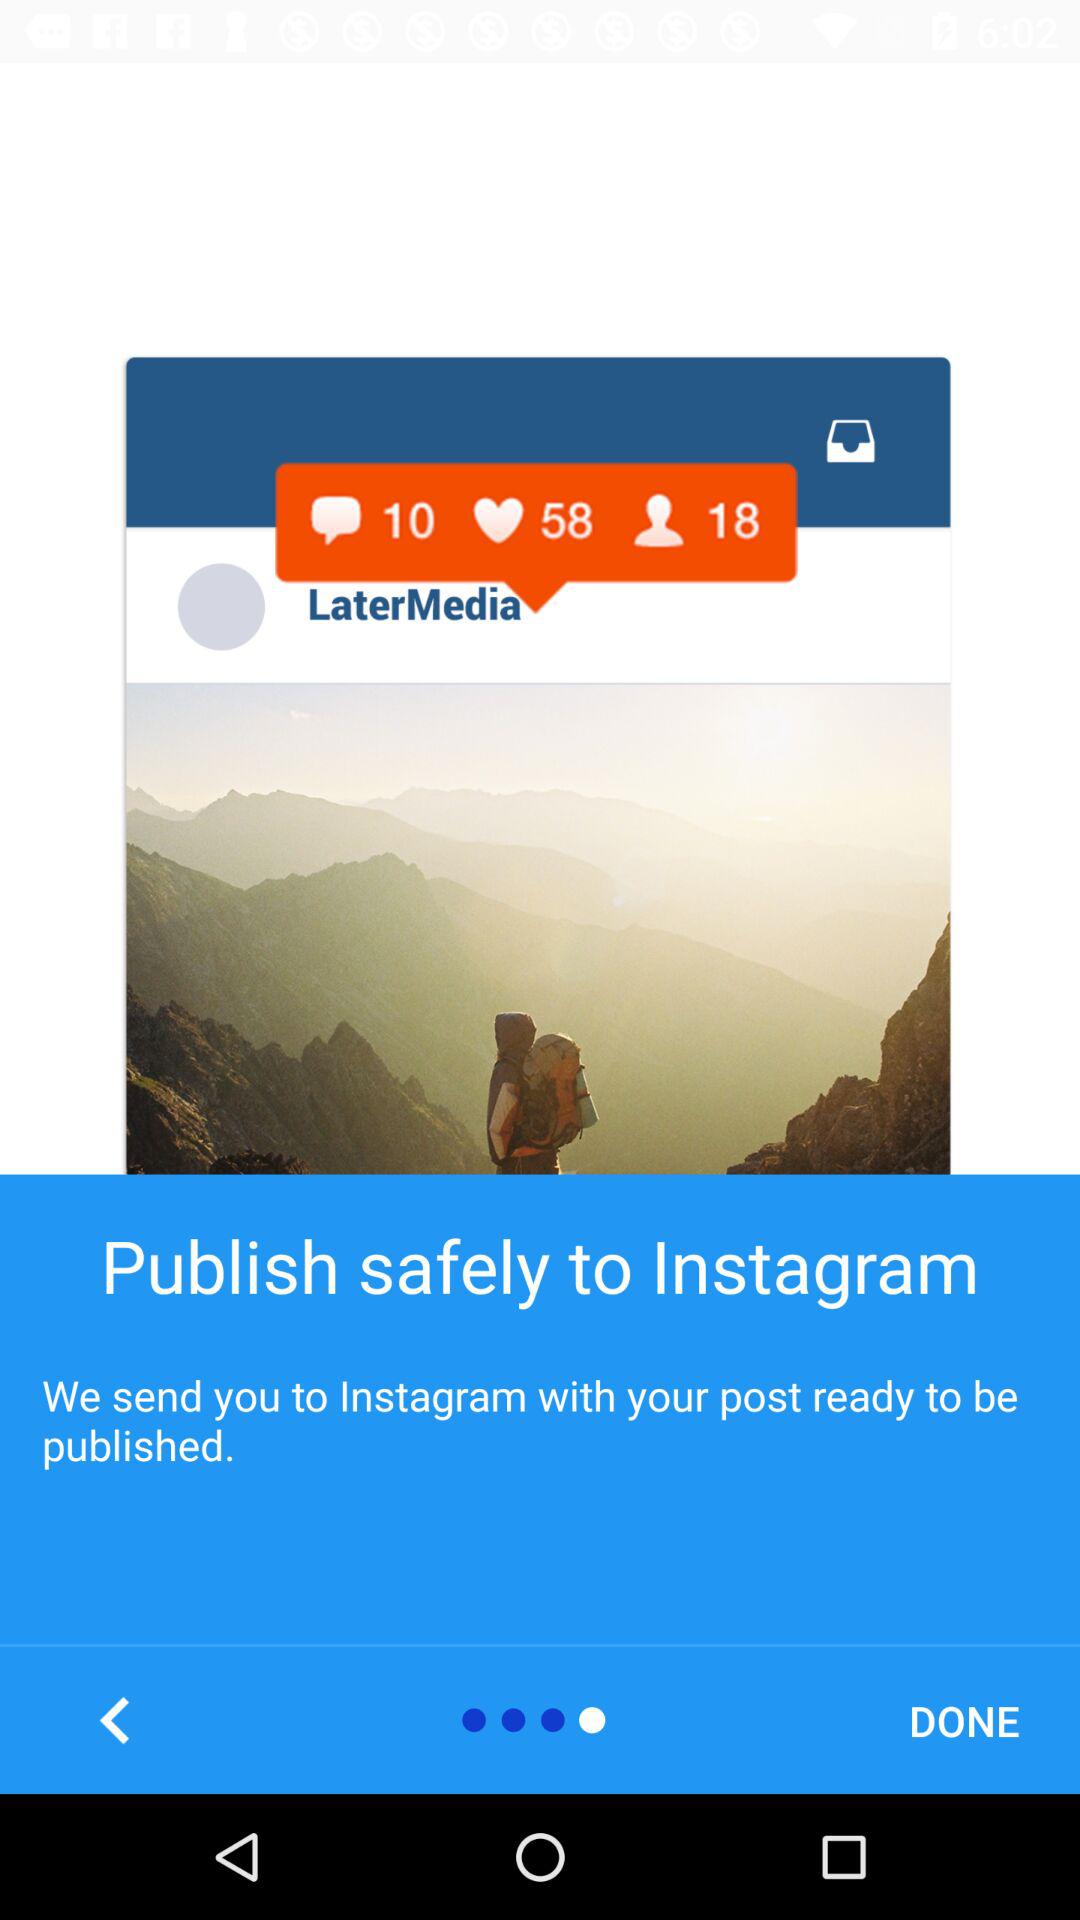 6:02
10 58 18
LaterMedia
Publish safely to Instagram
We send you to Instagram with your post ready to be
published.
DONE